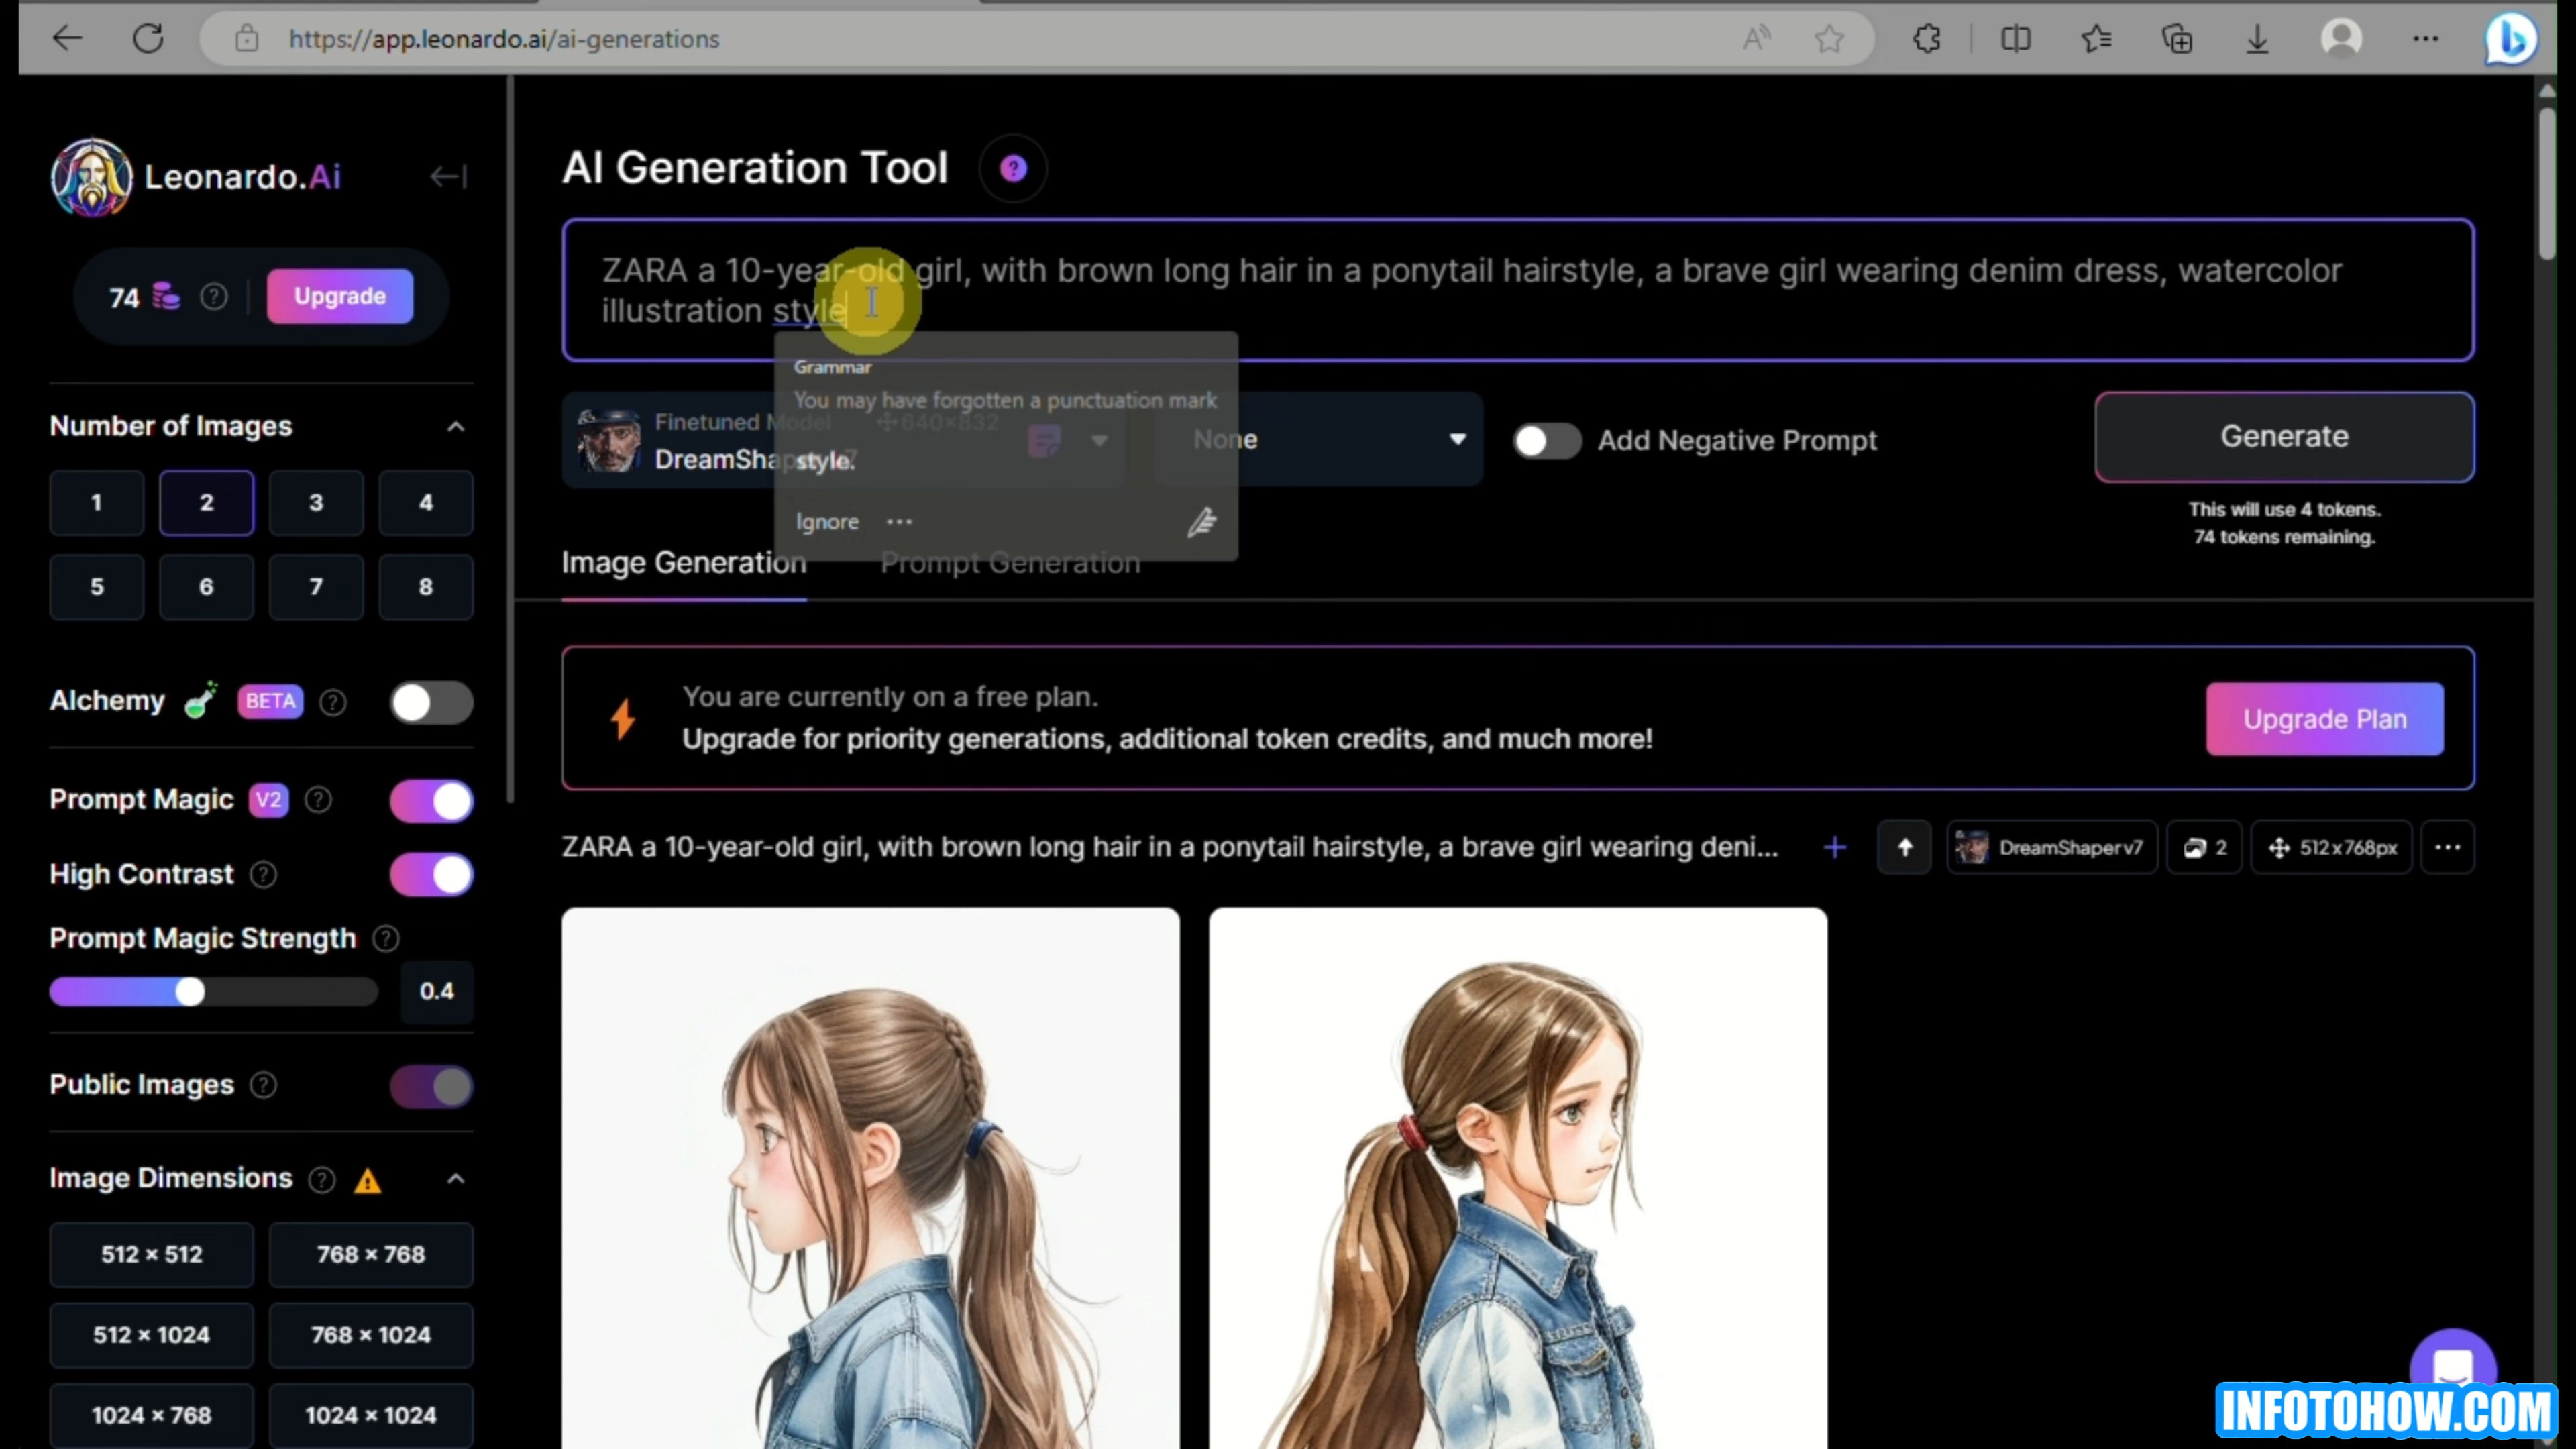 https://app.leonardo.ai/ai-generations
Leonardo.Ai
74
Upgrade
Number of Images
1 2 3 4
5 6 7 8
Alchemy BETA
Prompt Magic V2
High Contrast
Prompt Magic Strength
0.4
Public Images
Image Dimensions
512 × 512 768 × 768
512 × 1024 768 × 1024
1024 × 768 1024 × 1024
AI Generation Tool
ZARA a 10-year-old girl, with brown long hair in a ponytail hairstyle, a brave girl wearing denim dress, watercolor
illustration style
Grammar
You may have forgotten a punctuation mark
style.
Ignore
Finetuned Model 640×832
DreamShaper v7
None
Add Negative Prompt
Generate
This will use 4 tokens.
74 tokens remaining.
Image Generation Prompt Generation
You are currently on a free plan.
Upgrade for priority generations, additional token credits, and much more!
Upgrade Plan
ZARA a 10-year-old girl, with brown long hair in a ponytail hairstyle, a brave girl wearing deni...
DreamShaper v7 2 512x768px
INFOTOHOW.COM